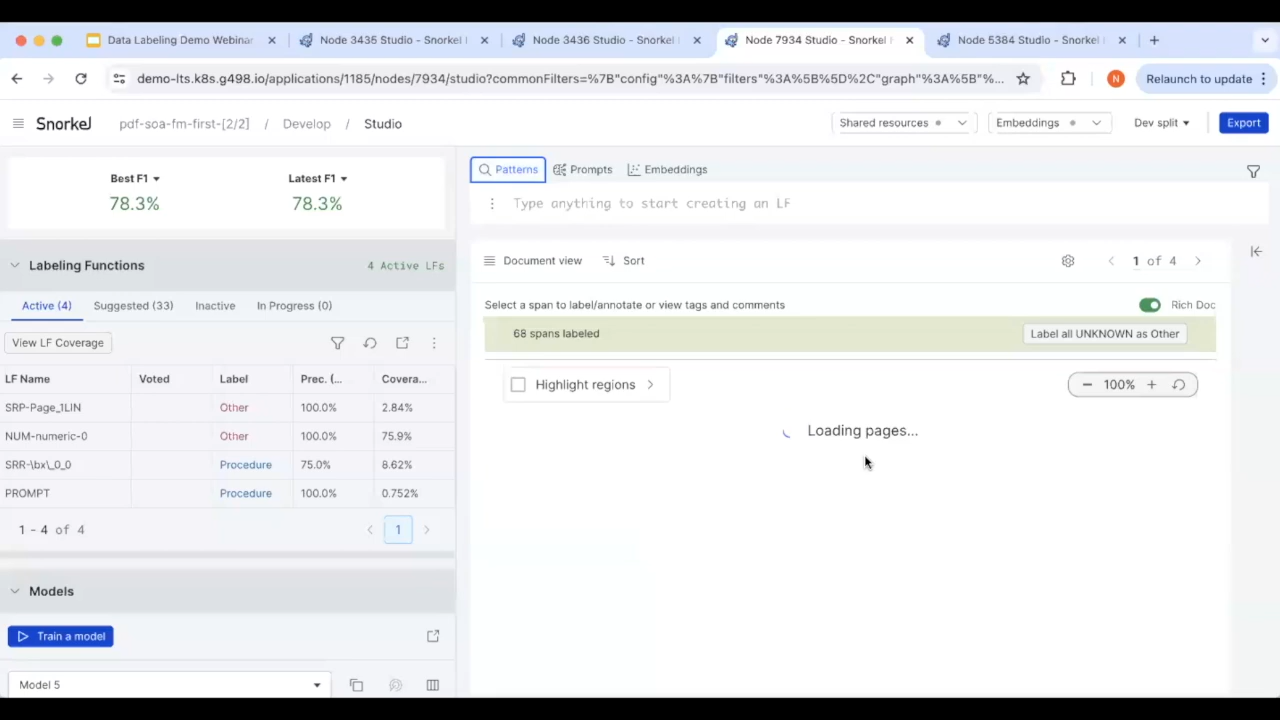 Data Labeling Demo Webinar
Node 3435 Studio - Snorkel
Node 3436 Studio - Snorkel
Node 7934 Studio - Snorkel
Node 5384 Studio - Snorkel
demo-lts.k8s.g498.io/applications/1185/nodes/7934/studio?commonFilters=%7B"config"%3A%7B"filters"%3A%5B%5D%2C"graph"%3A%5B"%...
N
Relaunch to update
Snorkel
pdf-soa-fm-first-[2/2] / Develop / Studio
Shared resources
Embeddings
Dev split
Export
Best F1
Latest F1
78.3%
78.3%
Labeling Functions
4 Active LFs
Active (4)
Suggested (33)
Inactive
In Progress (0)
View LF Coverage
LF Name Voted Label Prec. (... Covera...
SRP-Page_1LIN Other 100.0% 2.84%
NUM-numeric-0 Other 100.0% 75.9%
SRR-\bx\_0_0 Procedure 75.0% 8.62%
PROMPT Procedure 100.0% 0.752%
1 - 4 of 4
1
Models
Train a model
Model 5
Patterns
Prompts
Embeddings
Type anything to start creating an LF
Document view
Sort
1 of 4
Select a span to label/annotate or view tags and comments
Rich Doc
68 spans labeled
Label all UNKNOWN as Other
Highlight regions
100%
Loading pages...